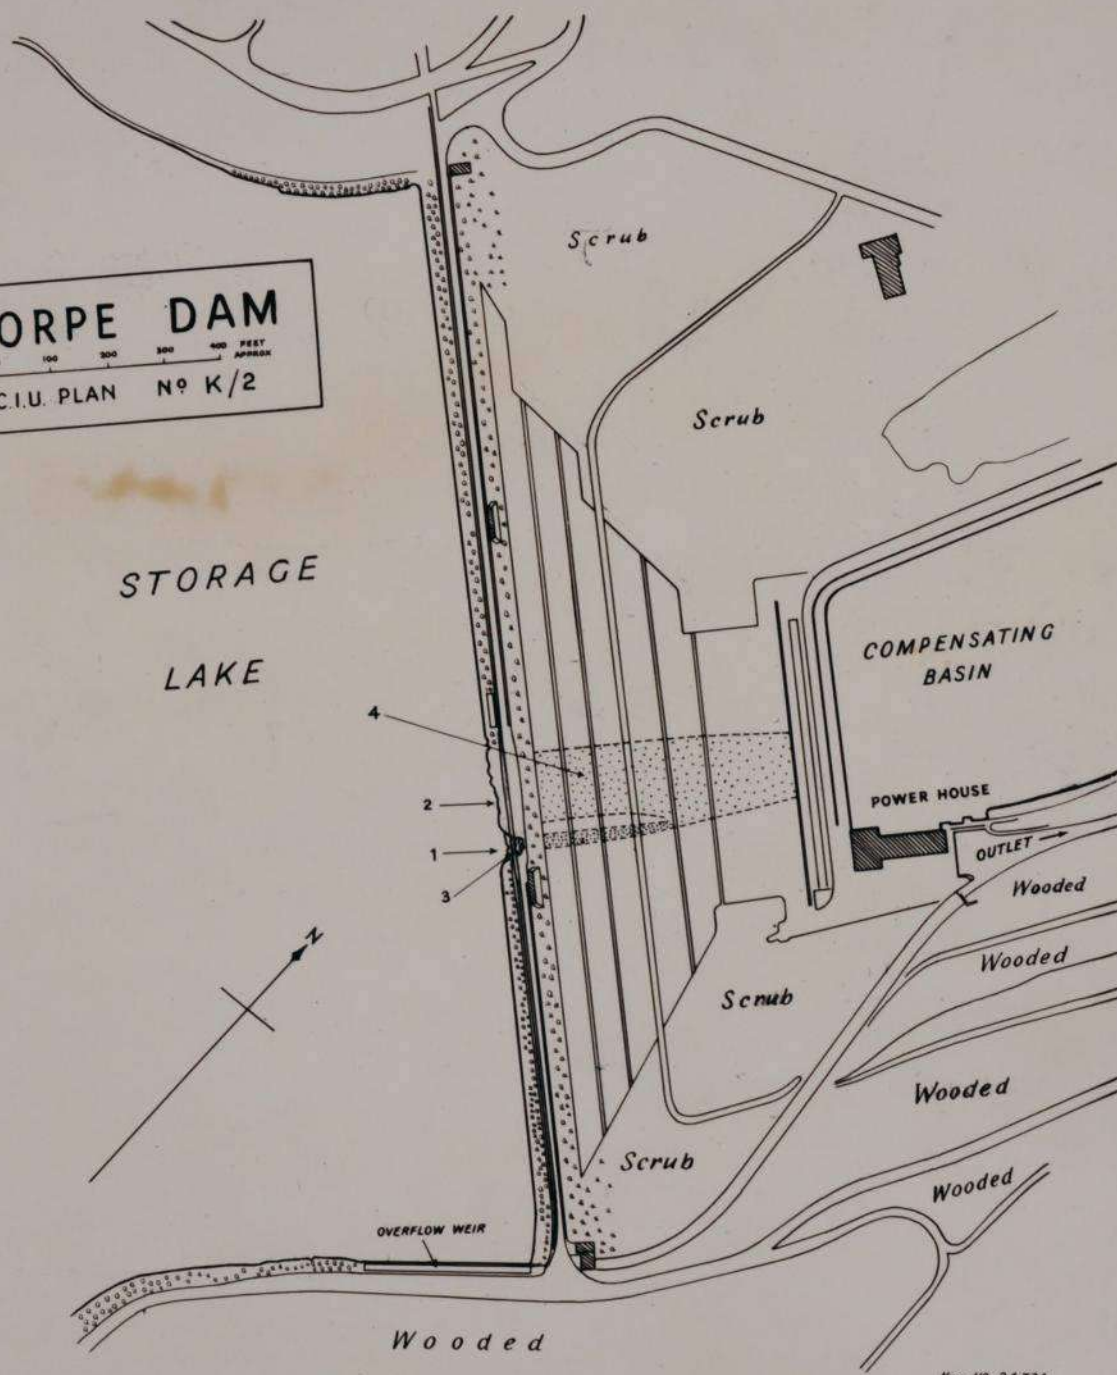 Scrub
ORPE DAM
100 200 300 400 FEET APPROX
C.I.U. PLAN Nº K/2
Scrub
STORAGE
LAKE
COMPENSATING
BASIN
4
2
1
3
POWER HOUSE
OUTLET
Wooded
Wooded
N
Scrub
Wooded
Scrub
Wooded
OVERFLOW WEIR
Wooded